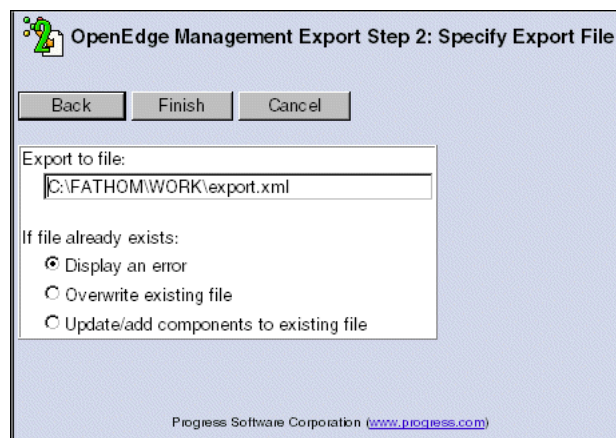 OpenEdge Management Export Step 2: Specify Export File
Back Finish Cancel
Export to file:
C:\FATHOM\WORK\export.xml
If file already exists:
Display an error
Overwrite existing file
Update/add components to existing file
Progress Software Corporation (www.progress.com)